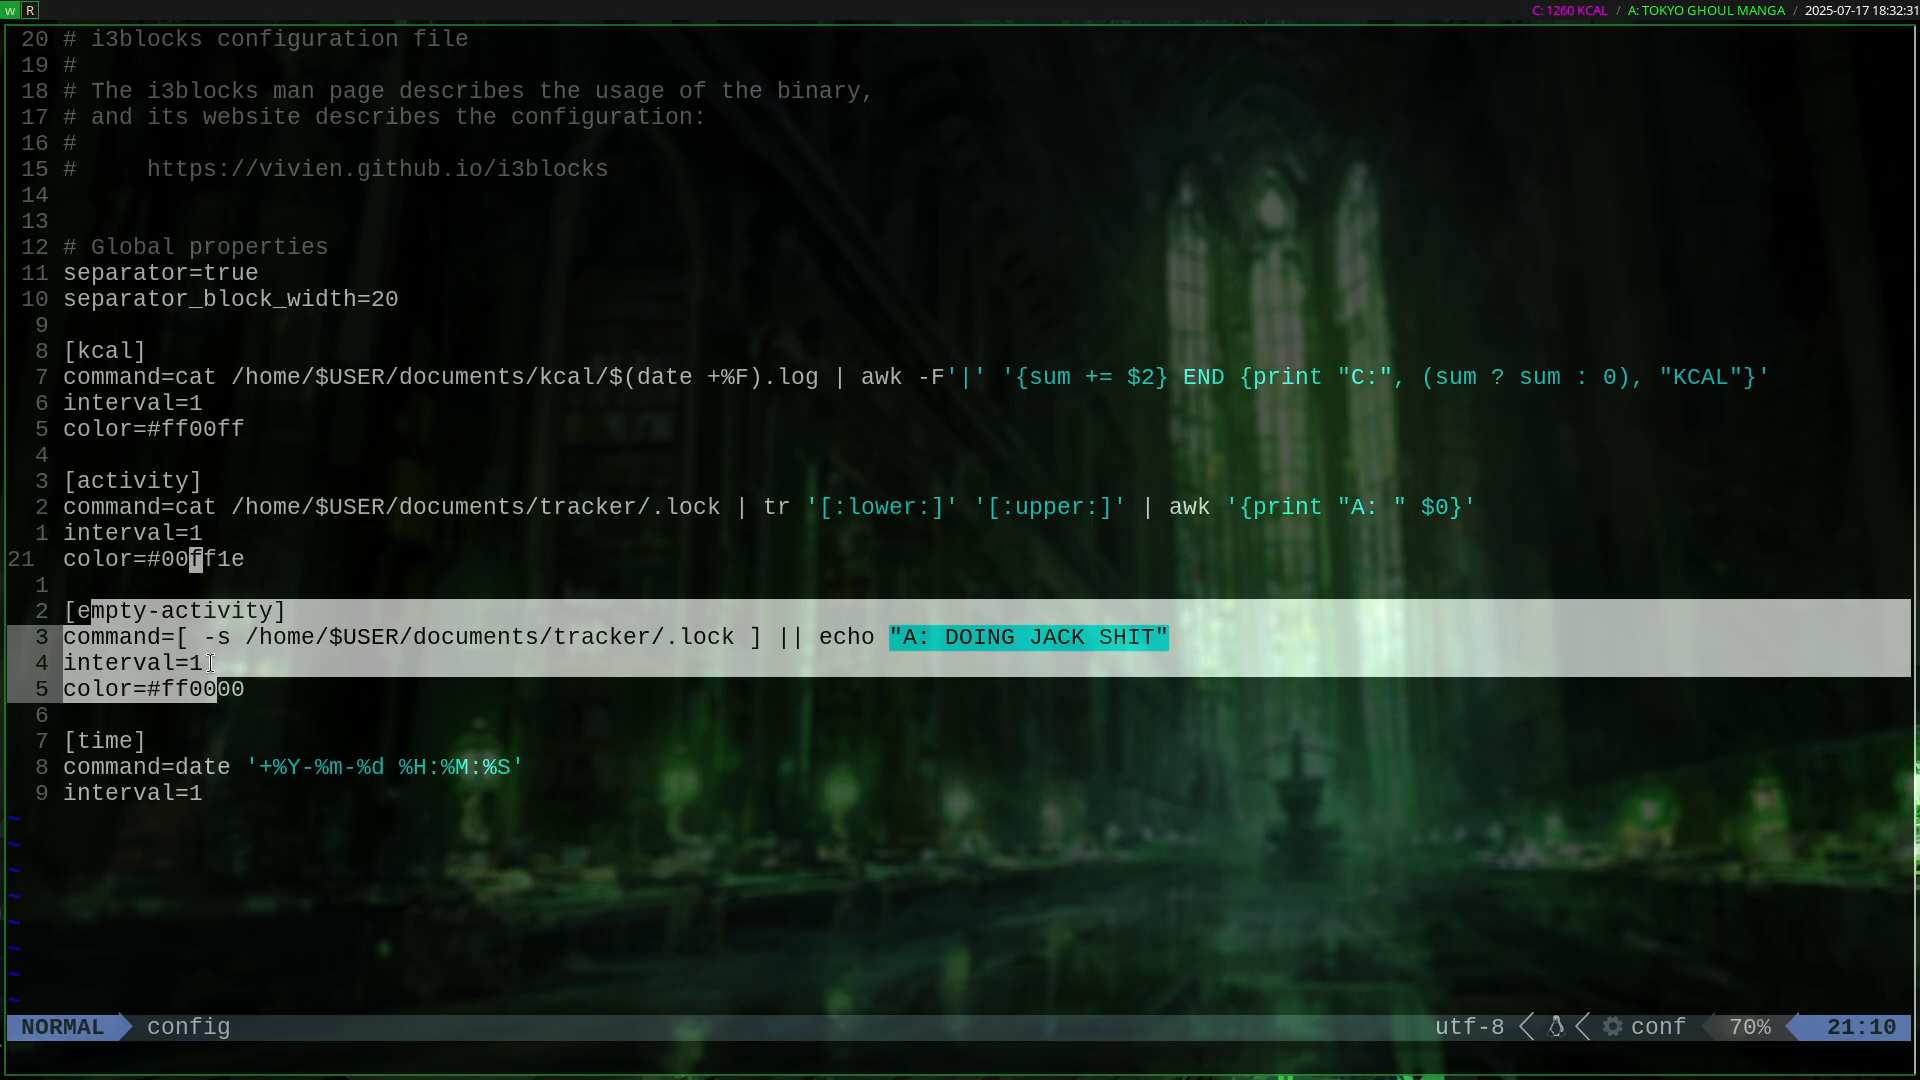 w R C: 1260 KCAL / A: TOKYO GHOUL MANGA / 2025-07-17 18:32:31
20 # i3blocks configuration file
19 #
18 # The i3blocks man page describes the usage of the binary,
17 # and its website describes the configuration:
16 #
15 #     https://vivien.github.io/i3blocks
14
13
12 # Global properties
11 separator=true
10 separator_block_width=20
9
8 [kcal]
7 command=cat /home/$USER/documents/kcal/$(date +%F).log | awk -F'|' '{sum += $2} END {print "C:", (sum ? sum : 0), "KCAL"}'
6 interval=1
5 color=#ff00ff
4
3 [activity]
2 command=cat /home/$USER/documents/tracker/.lock | tr '[:lower:]' '[:upper:]' | awk '{print "A: " $0}'
1 interval=1
21 color=#00ff1e
1
2 [empty-activity]
3 command=[ -s /home/$USER/documents/tracker/.lock ] || echo "A: DOING JACK SHIT"
4 interval=1
5 color=#ff0000
6
7 [time]
8 command=date '+%Y-%m-%d %H:%M:%S'
9 interval=1
~
~
~
~
~
~
~
~
NORMAL config utf-8 conf 70% 21:10